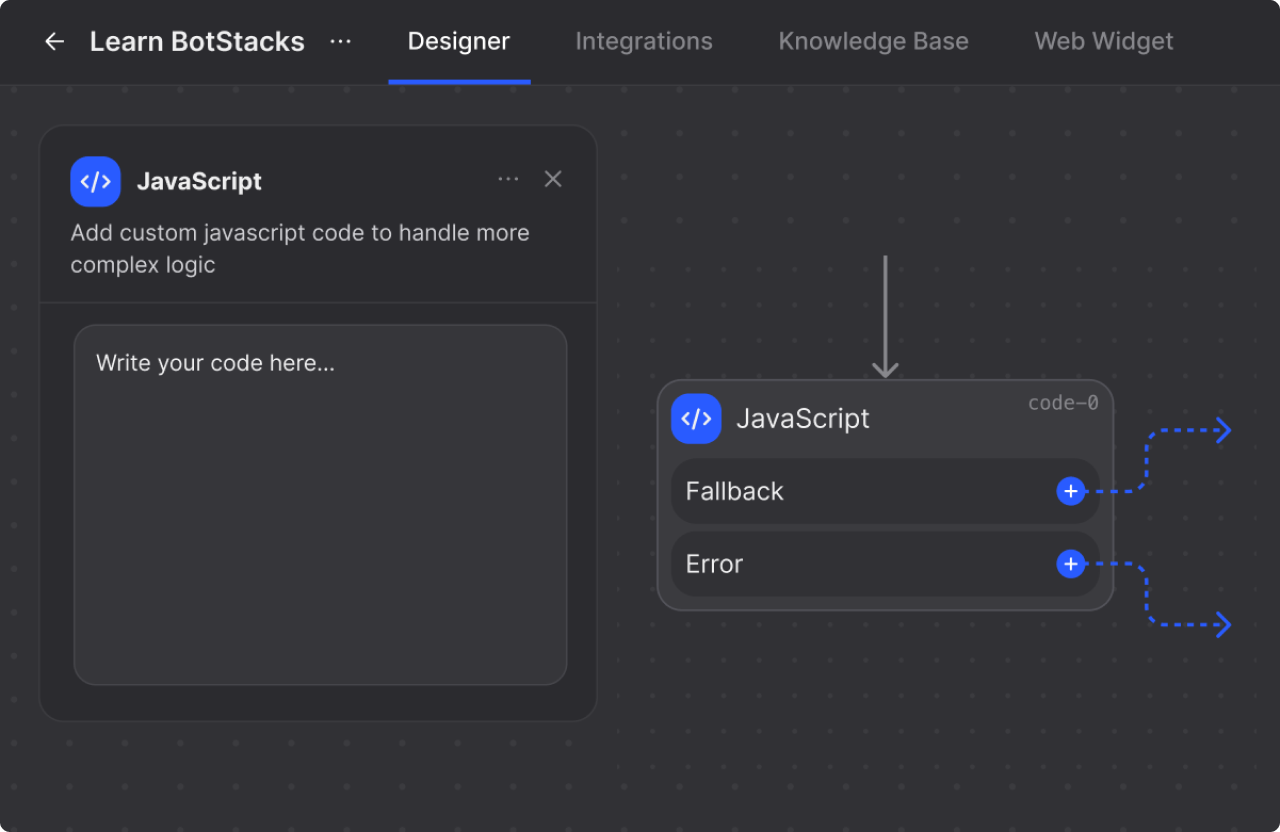 Learn BotStacks
Designer
Integrations
Knowledge Base
Web Widget
JavaScript
Add custom javascript code to handle more
complex logic
Write your code here...
JavaScript
code-0
Fallback
Error